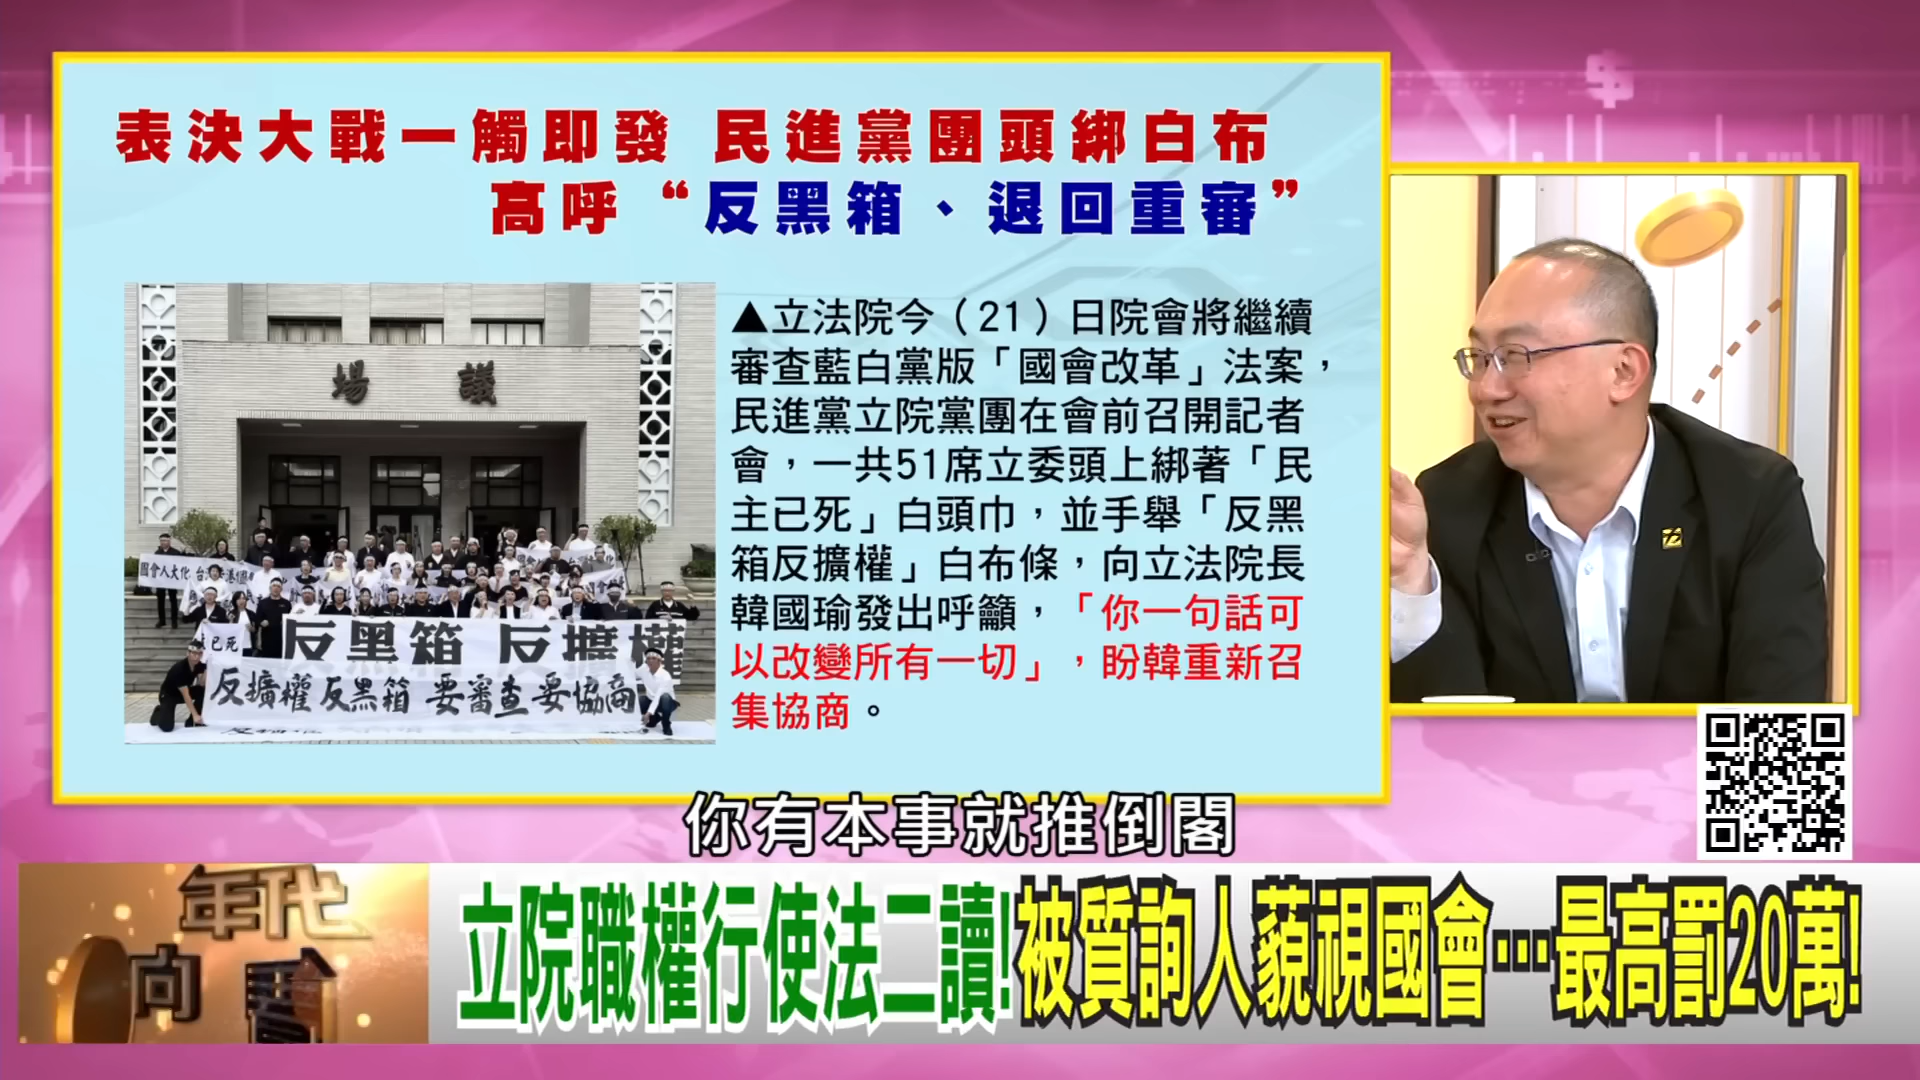 表決大戰一觸即發 民進黨團頭綁白布
高呼“反黑箱、退回重審”
▲立法院今（21）日院會將繼續
審查藍白黨版「國會改革」法案，
民進黨立院黨團在會前召開記者
會，一共51席立委頭上綁著「民
主已死」白頭巾，並手舉「反黑
箱反擴權」白布條，向立法院長
韓國瑜發出呼籲，「你一句話可
以改變所有一切」，盼韓重新召
集協商。
場議
反黑箱 反擴權
已死
反擴權 反黑箱 要審查 要協商
你有本事就推倒閣
年代
向錢
立院職權行使法二讀!被質詢人藐視國會…最高罰20萬!